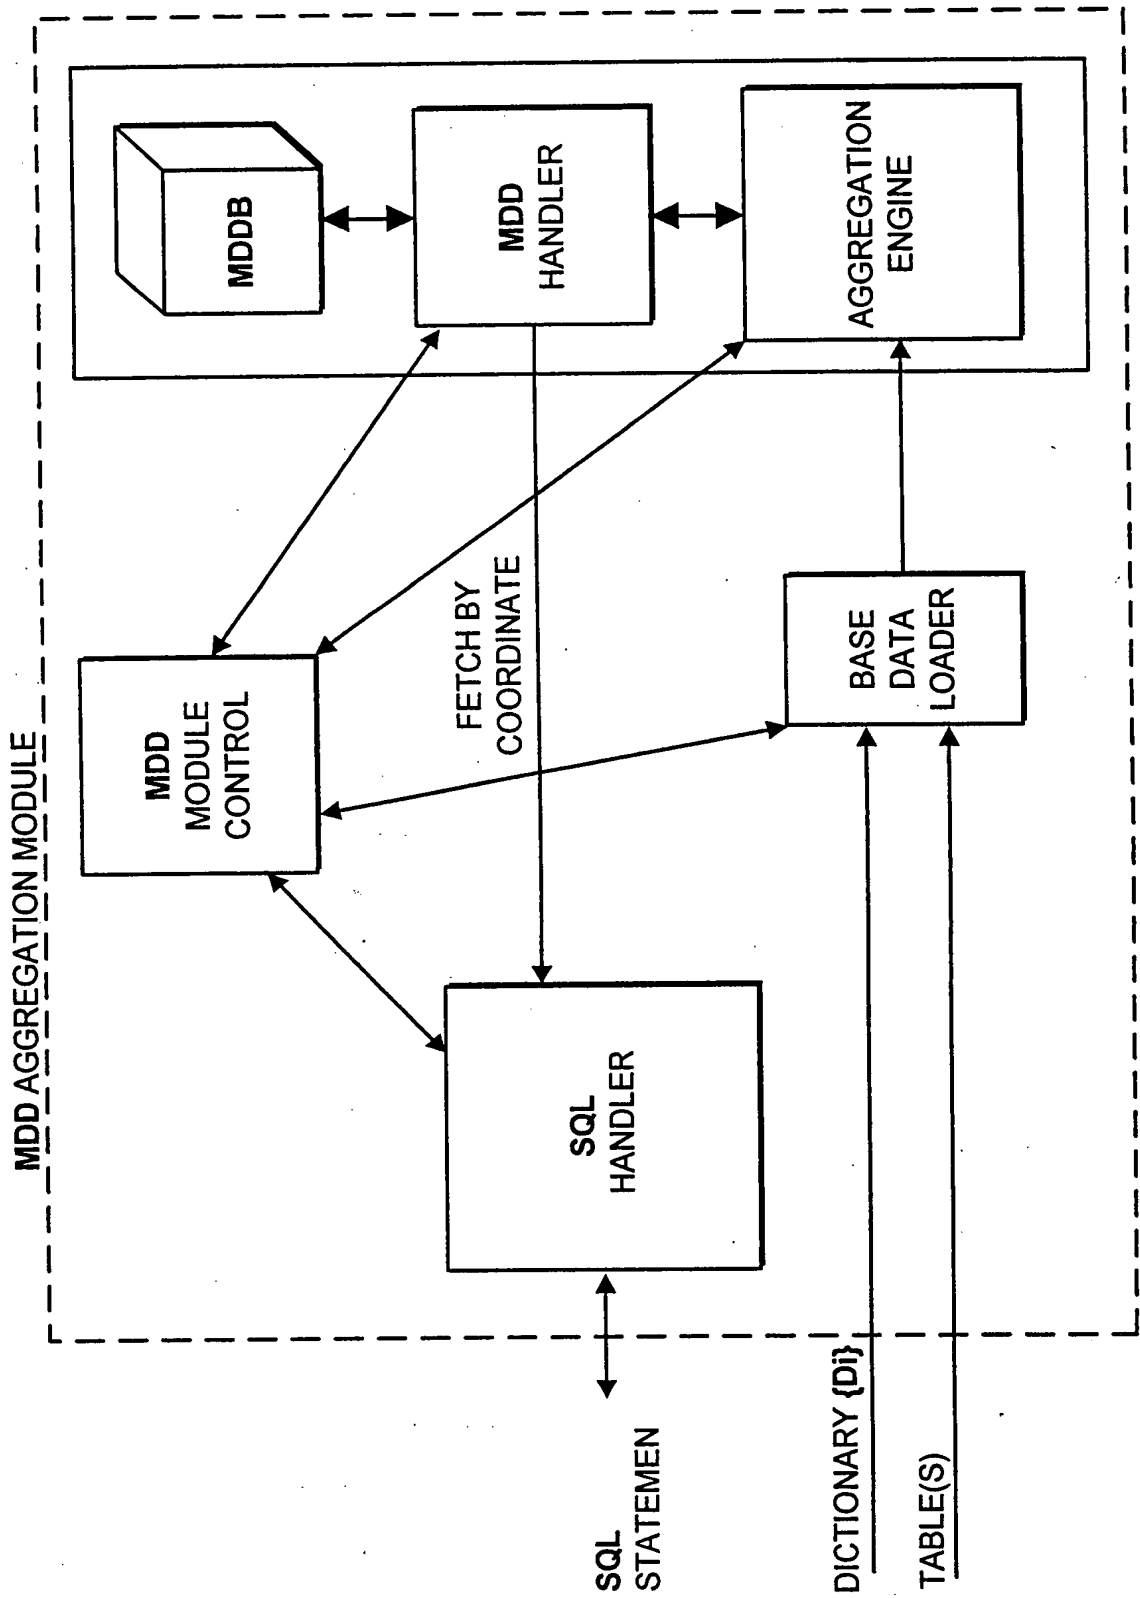 MDD AGGREGATION MODULE
MDD
MODULE
CONTROL
MDDB
MDD
HANDLER
AGGREGATION
ENGINE
FETCH BY
COORDINATE
BASE
DATA
LOADER
SQL
HANDLER
SQL
STATEMEN
DICTIONARY {Di}
TABLE(S)